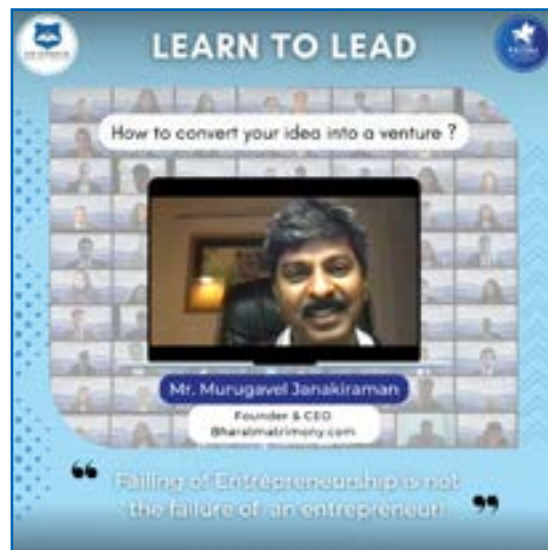 LEARN TO LEAD
How to convert your idea into a venture ?
Mr. Murugavel Janakiraman
Founder & CEO
Bharatmatrimony.com
“ Failing of Entrepreneurship is not
the failure of an entrepreneur! ”